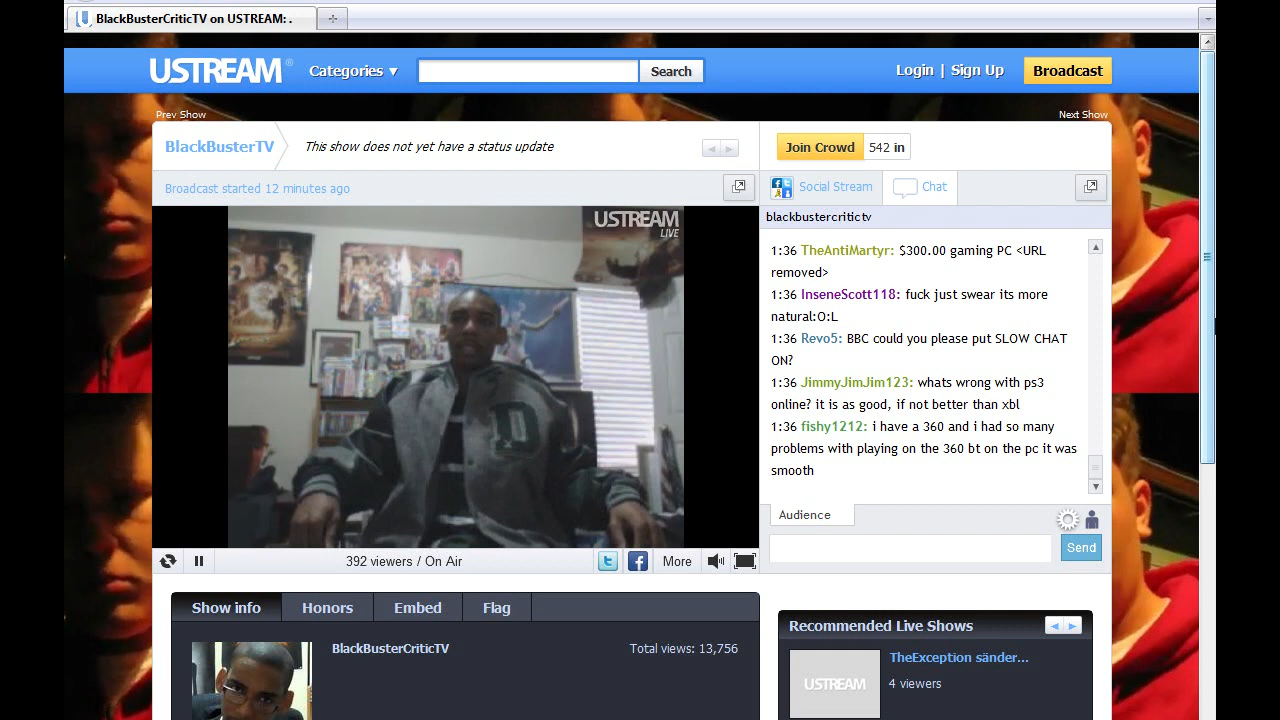 BlackBusterCriticTV on USTREAM: .
USTREAM
Categories ▼
Search
Login | Sign Up
Broadcast
Prev Show
Next Show
BlackBusterTV
This show does not yet have a status update
Join Crowd
542 in
Broadcast started 12 minutes ago
Social Stream
Chat
blackbustercritictv
USTREAM
LIVE
D
1:36 TheAntiMartyr: $300.00 gaming PC <URL
removed>
1:36 InseneScott118: fuck just swear its more
natural:O:L
1:36 Revo5: BBC could you please put SLOW CHAT
ON?
1:36 JimmyJimJim123: whats wrong with ps3
online? it is as good, if not better than xbl
1:36 fishy1212: i have a 360 and i had so many
problems with playing on the 360 bt on the pc it was
smooth
Audience
Send
392 viewers / On Air
More
Show info
Honors
Embed
Flag
BlackBusterCriticTV
Total views: 13,756
Recommended Live Shows
USTREAM
TheException sänder...
4 viewers